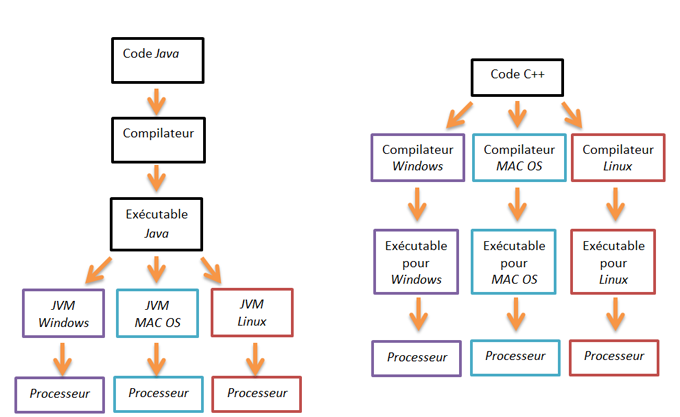 Code Java
Compilateur
Exécutable
Java
JVM
Windows
JVM
MAC OS
JVM
Linux
Processeur
Processeur
Processeur
Code C++
Compilateur
Windows
Compilateur
MAC OS
Compilateur
Linux
Exécutable
pour
Windows
Exécutable
pour
MAC OS
Exécutable
pour
Linux
Processeur
Processeur
Processeur